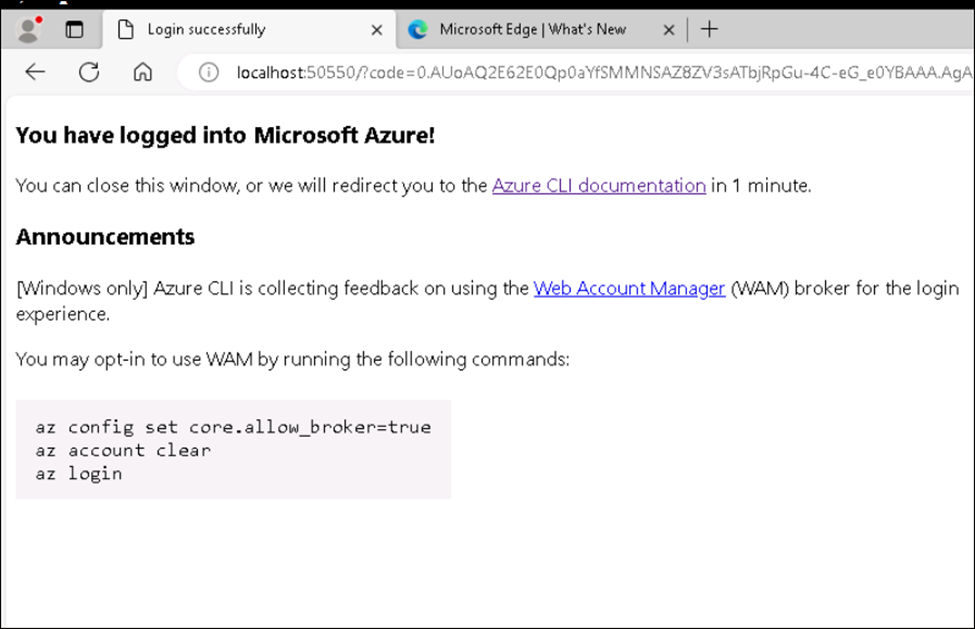 Login successfully
Microsoft Edge | What's New
localhost:50550/?code=0.AUoAQ2E62E0Qp0aYfSMMNSAZ8ZV3sATbjRpGu-4C-eG_e0YBAAA.AgA
You have logged into Microsoft Azure!
You can close this window, or we will redirect you to the Azure CLI documentation in 1 minute.
Announcements
[Windows only] Azure CLI is collecting feedback on using the Web Account Manager (WAM) broker for the login
experience.
You may opt-in to use WAM by running the following commands:
az config set core.allow_broker=true
az account clear
az login